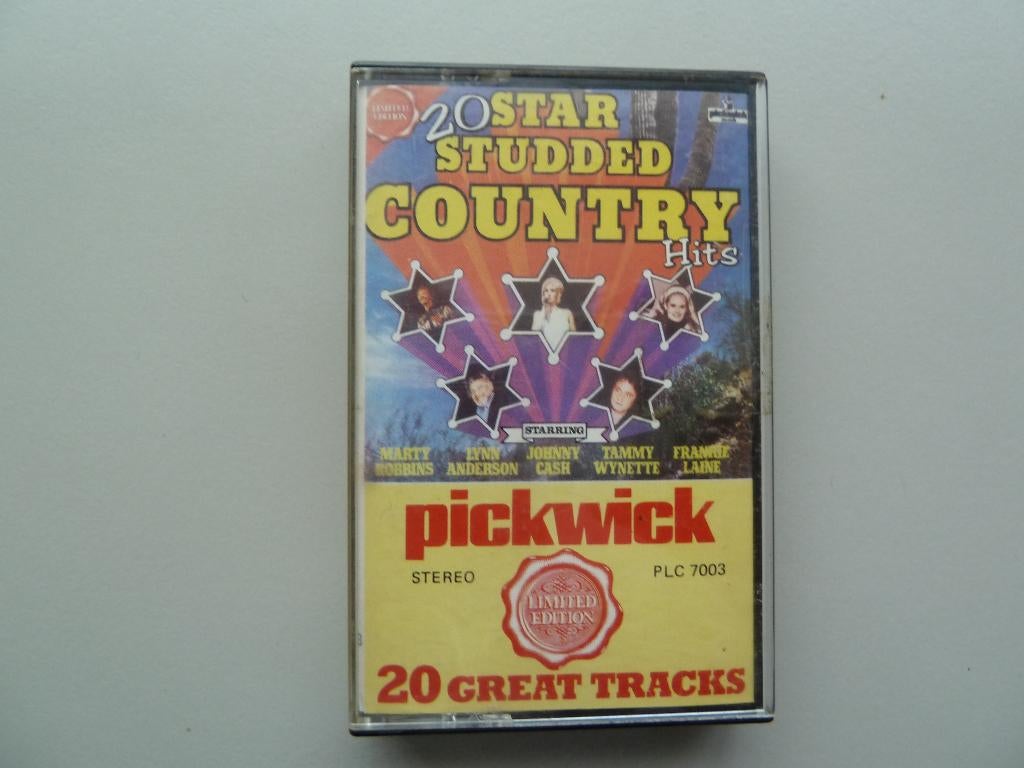 LIMITED
EDITION
20 STAR
STUDDED
COUNTRY
Hits
STARRING
MARTY ROBBINS
LYNN ANDERSON
JOHNNY CASH
TAMMY WYNETTE
FRANKIE LAINE
pickwick
STEREO
PLC 7003
LIMITED
EDITION
20 GREAT TRACKS